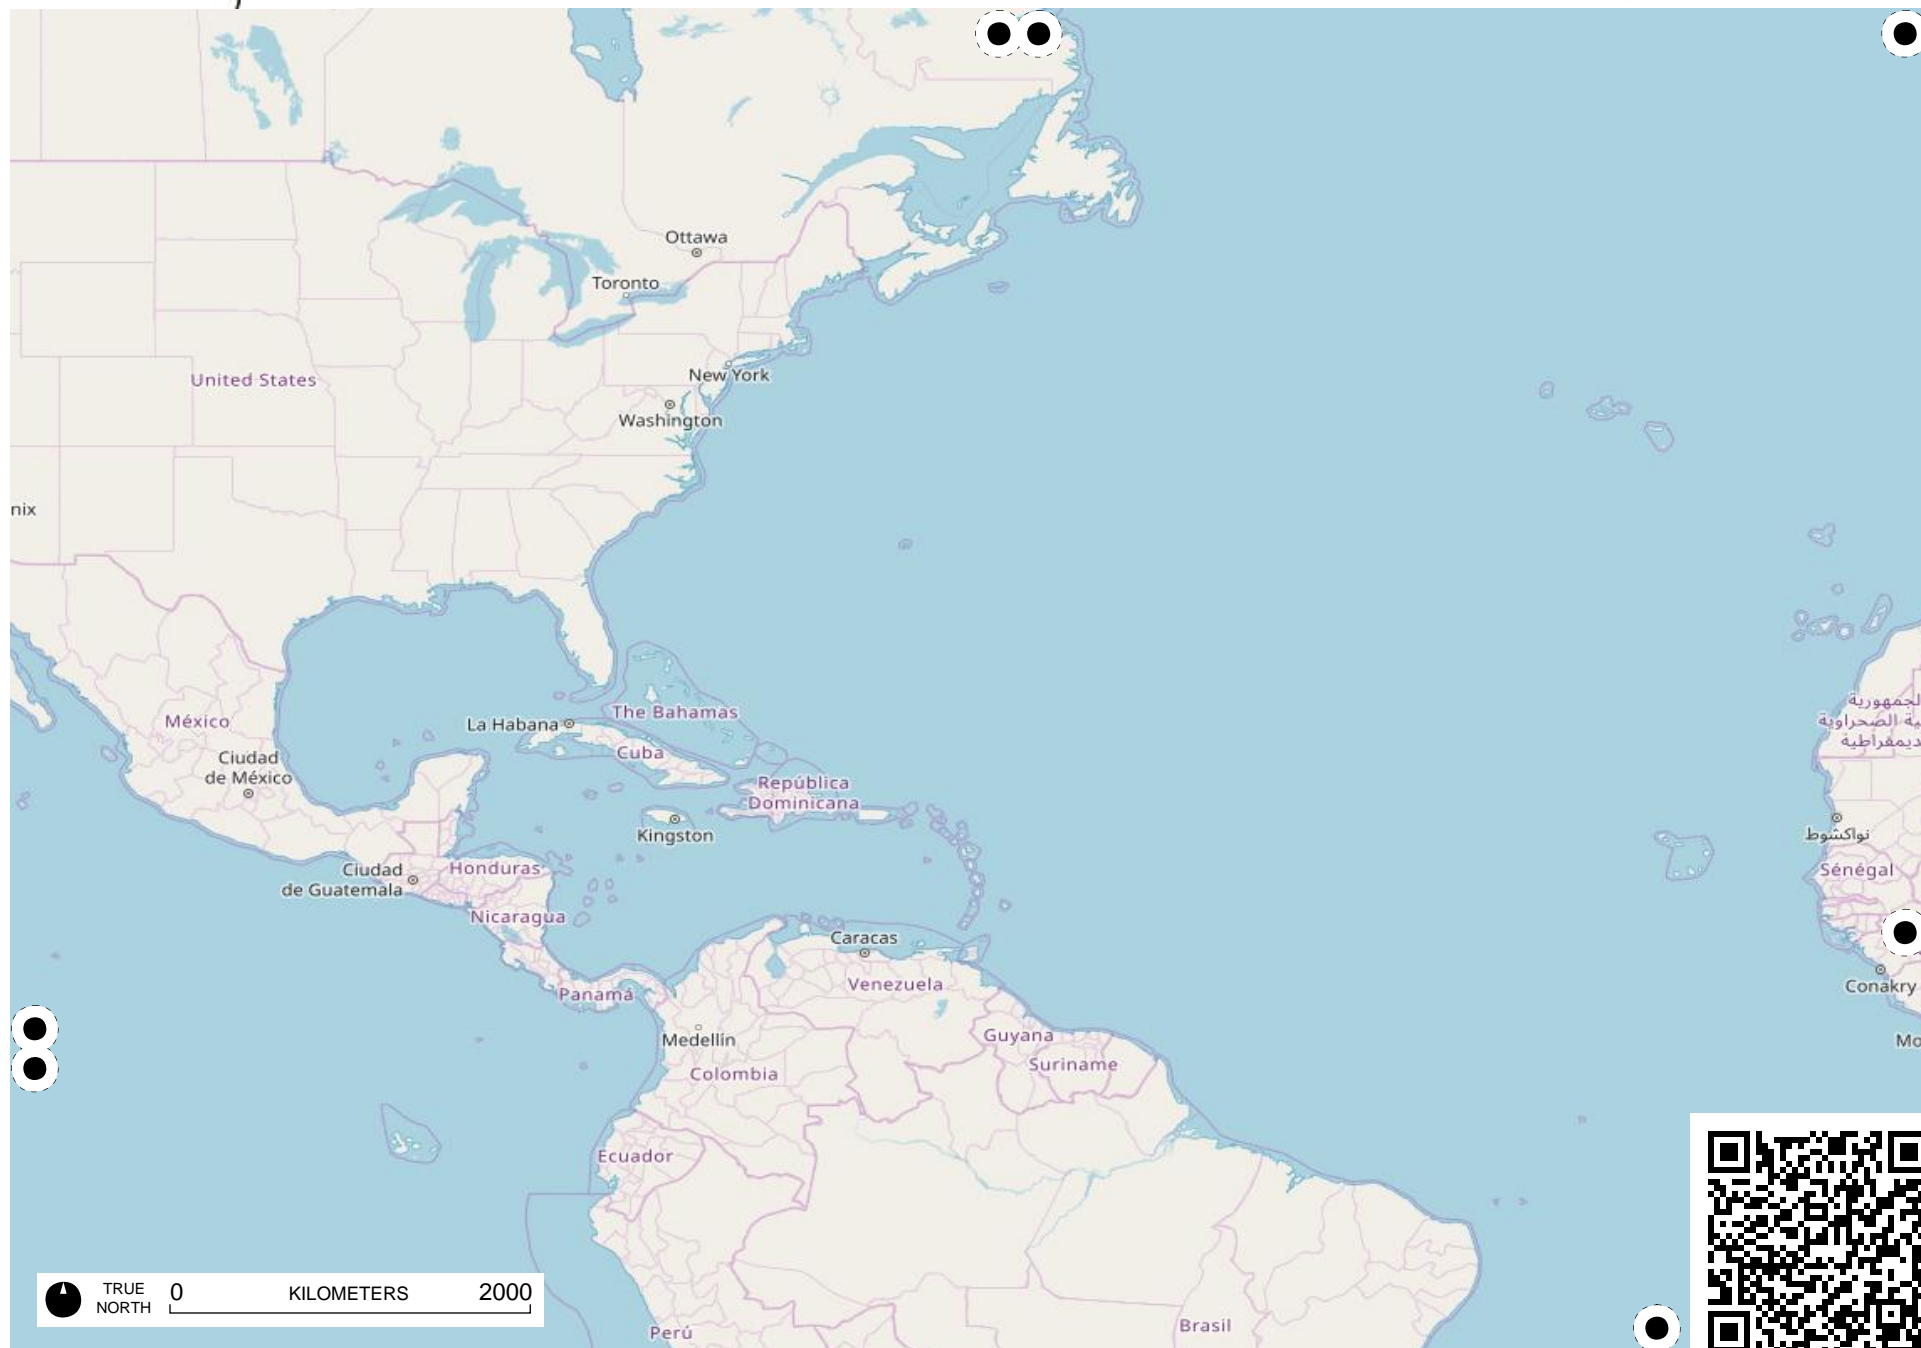 Ottawa
Toronto
United States
New York
Washington
nix
México
Ciudad
de México
La Habana
The Bahamas
Cuba
República
Dominicana
Kingston
Ciudad
de Guatemala
Honduras
Nicaragua
Panamá
Caracas
Venezuela
Medellín
Colombia
Guyana
Suriname
Ecuador
Perú
Brasil
نواكشوط
Sénégal
Conakry
Mo
TRUE
NORTH
0 KILOMETERS 2000